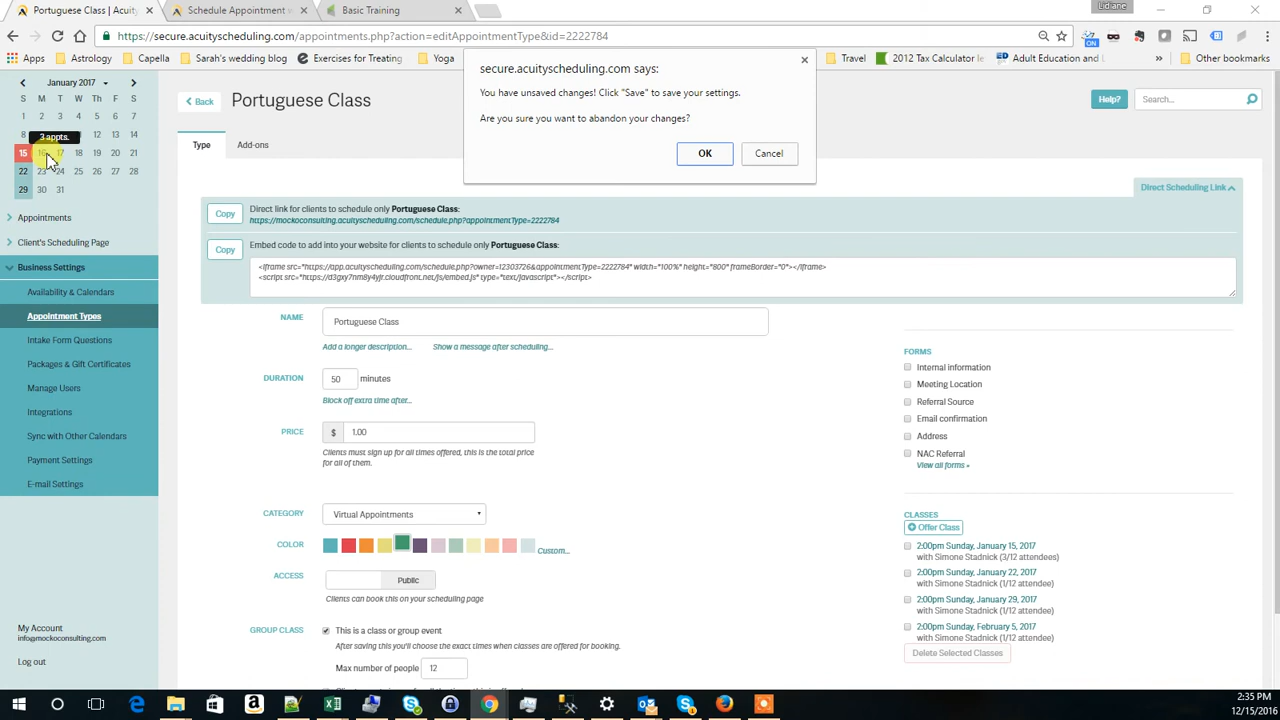 Portuguese Class | Acuit
Schedule Appointment w
Basic Training
Lidiane
https://secure.acuityscheduling.com/appointments.php?action=editAppointmentType&id=2222784
ON
Apps
Astrology
Capella
Sarah's wedding blog
Exercises for Treating
Yoga
Travel
2012 Tax Calculator le
Other bookmarks
secure.acuityscheduling.com says:
You have unsaved changes! Click "Save" to save your settings.
Are you sure you want to abandon your changes?
OK
Cancel
January 2017
S M T W Th F S
1 2 3 4 5 6 7
3 appts.
8 12 13 14
15 16 17 18 19 20 21
22 23 24 25 26 27 28
29 30 31
Appointments
Client's Scheduling Page
Business Settings
Availability & Calendars
Appointment Types
Intake Form Questions
Packages & Gift Certificates
Manage Users
Integrations
Sync with Other Calendars
Payment Settings
E-mail Settings
My Account
info@mockoconsulting.com
Log out
Back
Portuguese Class
Help?
Search...
Type
Add-ons
Direct Scheduling Link
Copy
Direct link for clients to schedule only Portuguese Class:
https://mockoconsulting.acuityscheduling.com/schedule.php?appointmentType=2222784
Copy
Embed code to add into your website for clients to schedule only Portuguese Class:
<iframe src="https://app.acuityscheduling.com/schedule.php?owner=12303726&appointmentType=2222784" width="100%" height="800" frameBorder="0"></iframe>
<script src="https://d3gxy7nm8y4yjr.cloudfront.net/js/embed.js" type="text/javascript"></script>
NAME
Portuguese Class
Add a longer description...
Show a message after scheduling...
DURATION
50 minutes
Block off extra time after...
PRICE
$ 1.00
Clients must sign up for all times offered, this is the total price
for all of them.
CATEGORY
Virtual Appointments
COLOR
Custom...
ACCESS
Public
Clients can book this on your scheduling page
GROUP CLASS
This is a class or group event
After saving this you'll choose the exact times when classes are offered for booking.
Max number of people 12
FORMS
Internal information
Meeting Location
Referral Source
Email confirmation
Address
NAC Referral
View all forms »
CLASSES
Offer Class
2:00pm Sunday, January 15, 2017
with Simone Stadnick (3/12 attendees)
2:00pm Sunday, January 22, 2017
with Simone Stadnick (1/12 attendee)
2:00pm Sunday, January 29, 2017
with Simone Stadnick (1/12 attendee)
2:00pm Sunday, February 5, 2017
with Simone Stadnick (1/12 attendee)
Delete Selected Classes
2:35 PM
12/15/2016